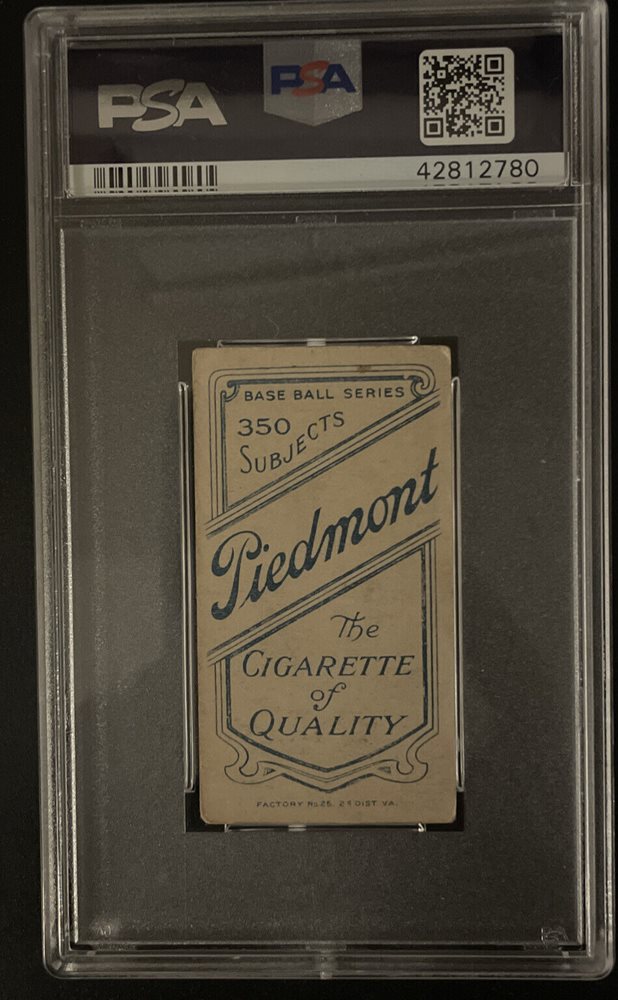 PSA
PSA
42812780
BASE BALL SERIES
350
SUBJECTS
Piedmont
The
CIGARETTE
of
QUALITY
FACTORY No 25, 2ND DIST VA.